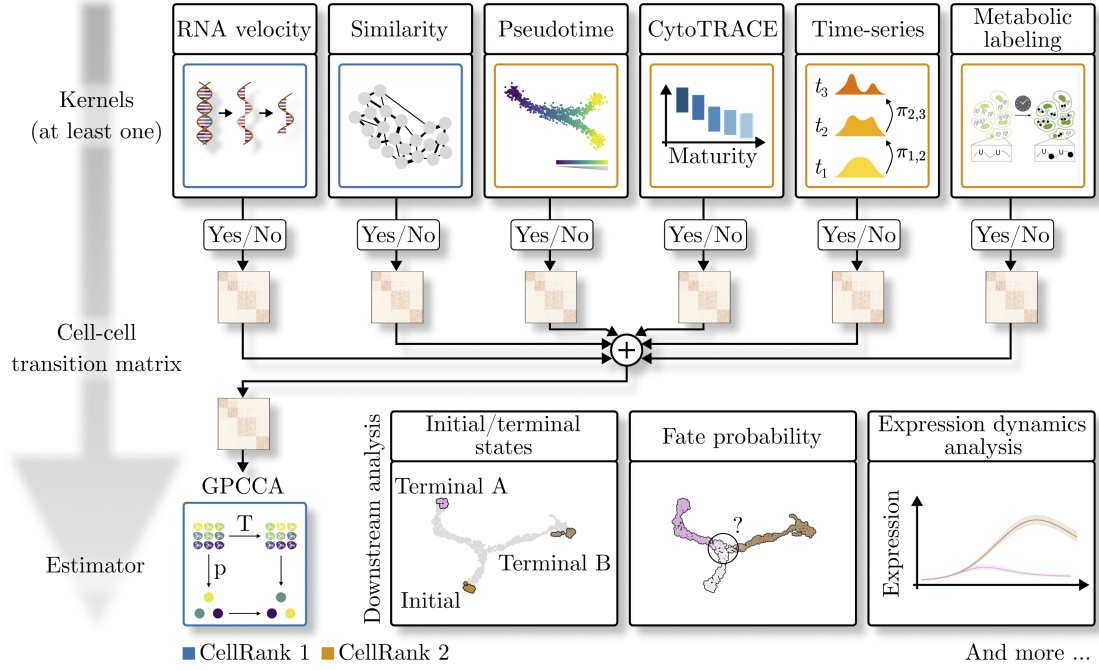 RNA velocity
Similarity
Pseudotime
CytoTRACE
Time-series
Metabolic
labeling
Kernels
(at least one)
Maturity
t3
t2
t1
π2,3
π1,2
U U
U U
Yes/No
Yes/No
Yes/No
Yes/No
Yes/No
Yes/No
Cell-cell
transition matrix
+
GPCCA
T
p
Estimator
Downstream analysis
Initial/terminal
states
Terminal A
Terminal B
Initial
Fate probability
?
Expression dynamics
analysis
Expression
CellRank 1
CellRank 2
And more ...